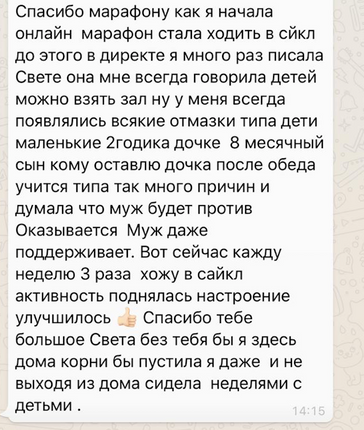 Спасибо марафону как я начала
онлайн  марафон стала ходить в сйкл
до этого в директе я много раз писала
Свете она мне всегда говорила детей
можно взять зал ну у меня всегда
появлялись всякие отмазки типа дети
маленькие 2годика дочке  8 месячный
сын кому оставлю дочка после обеда
учится типа так много причин и
думала что муж будет против
Оказывается  Муж даже
поддерживает. Вот сейчас кажду
неделю 3 раза  хожу в сайкл
активность поднялась настроение
улучшилось 👍🏻 Спасибо тебе
большое Света без тебя бы я здесь
дома корни бы пустила я даже  и не
выходя из дома сидела  неделями с
детьми .
14:15